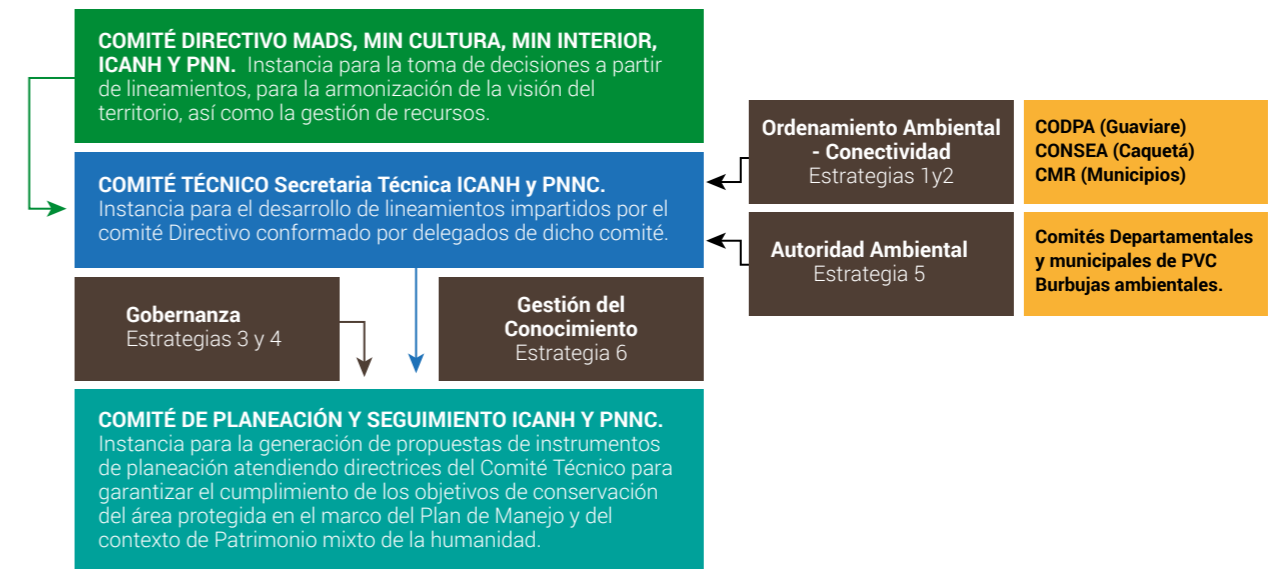 COMITÉ DIRECTIVO MADS, MIN CULTURA, MIN INTERIOR,
ICANH Y PNN. Instancia para la toma de decisiones a partir
de lineamientos, para la armonización de la visión del
territorio, así como la gestión de recursos.
COMITÉ TÉCNICO Secretaria Técnica ICANH y PNNC.
Instancia para el desarrollo de lineamientos impartidos por el
comité Directivo conformado por delegados de dicho comité.
Ordenamiento Ambiental
- Conectividad
Estrategias 1y2
CODPA (Guaviare)
CONSEA (Caquetá)
CMR (Municipios)
Autoridad Ambiental
Estrategia 5
Comités Departamentales
y municipales de PVC
Burbujas ambientales.
Gobernanza
Estrategias 3 y 4
Gestión del
Conocimiento
Estrategia 6
COMITÉ DE PLANEACIÓN Y SEGUIMIENTO ICANH Y PNNC.
Instancia para la generación de propuestas de instrumentos
de planeación atendiendo directrices del Comité Técnico para
garantizar el cumplimiento de los objetivos de conservación
del área protegida en el marco del Plan de Manejo y del
contexto de Patrimonio mixto de la humanidad.